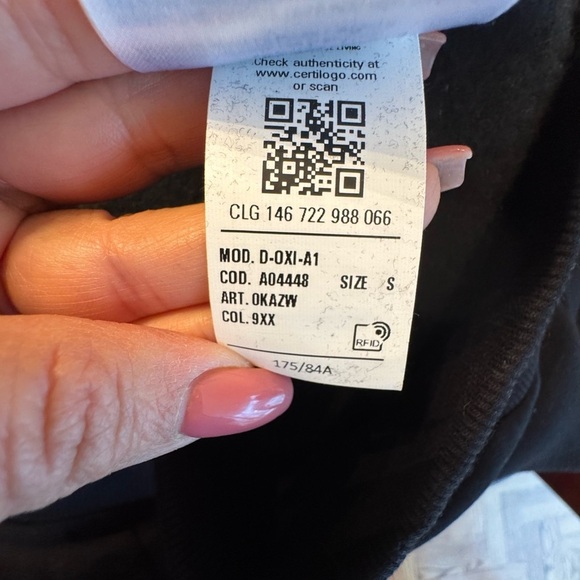 Check authenticity at
www.certilogo.com
or scan
CLG 146 722 988 066
MOD. D-OXI-A1
COD. A04448 SIZE S
ART. 0KAZW
COL. 9XX
RFID
175/84A